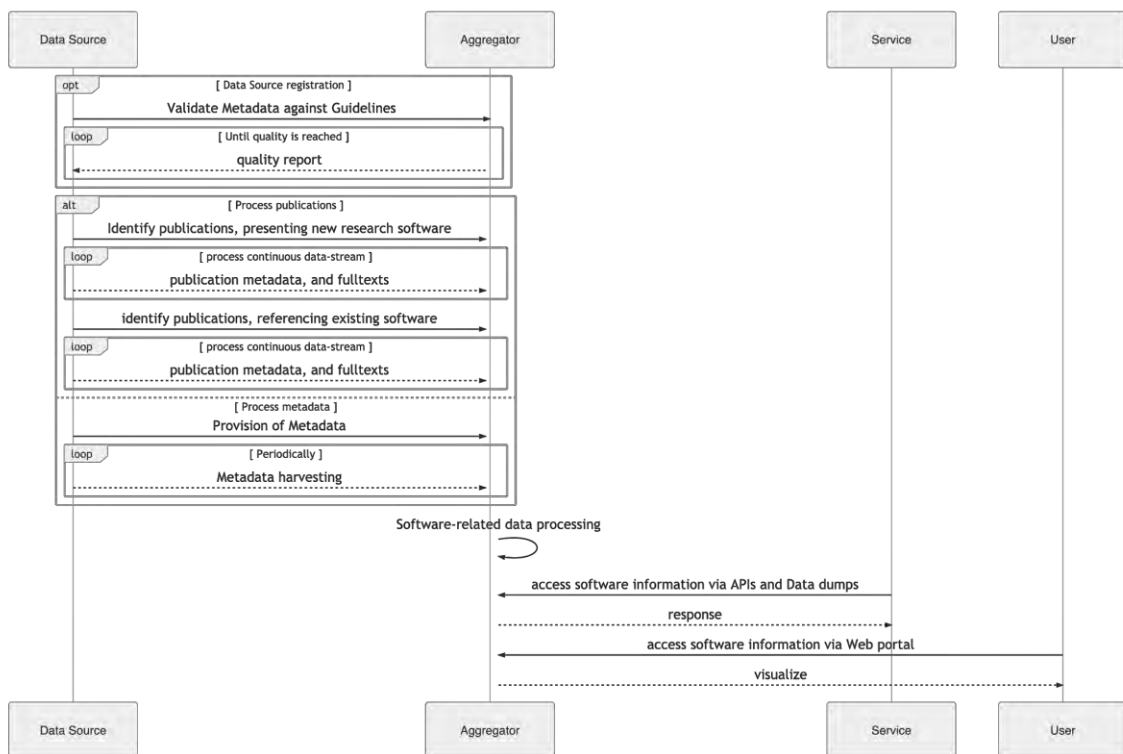 Data Source
Aggregator
Service
User
opt
[ Data Source registration ]
Validate Metadata against Guidelines
loop
[ Until quality is reached ]
quality report
alt
[ Process publications ]
Identify publications, presenting new research software
loop
[ process continuous data-stream ]
publication metadata, and fulltexts
identify publications, referencing existing software
loop
[ process continuous data-stream ]
publication metadata, and fulltexts
[ Process metadata ]
Provision of Metadata
loop
[ Periodically ]
Metadata harvesting
Software-related data processing
access software information via APIs and Data dumps
response
access software information via Web portal
visualize
Data Source
Aggregator
Service
User